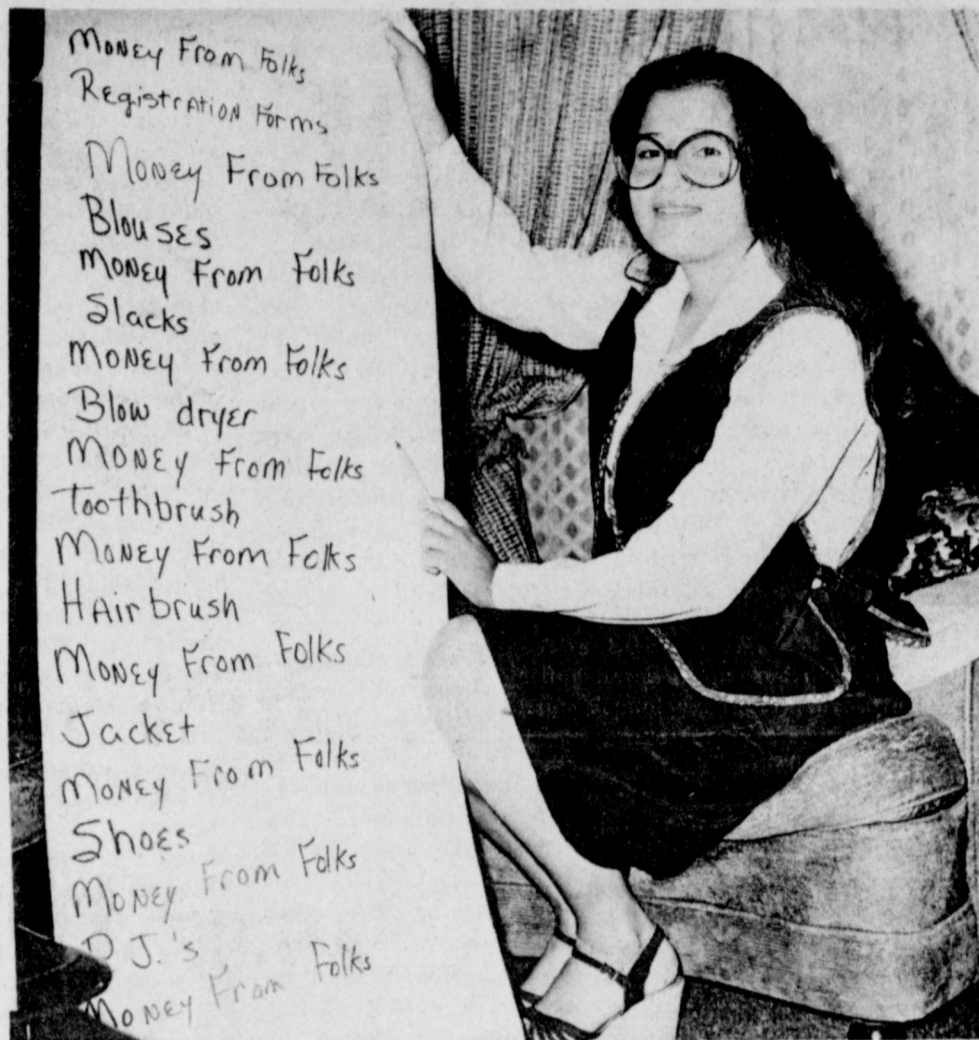 Money From Folks
Registration Forms
Money From Folks
Blouses
Money From Folks
Slacks
Money From Folks
Blow dryer
Money From Folks
Toothbrush
Money From Folks
Hair brush
Money From Folks
Jacket
Money From Folks
Shoes
Money From Folks
P.J.'s
Money From Folks